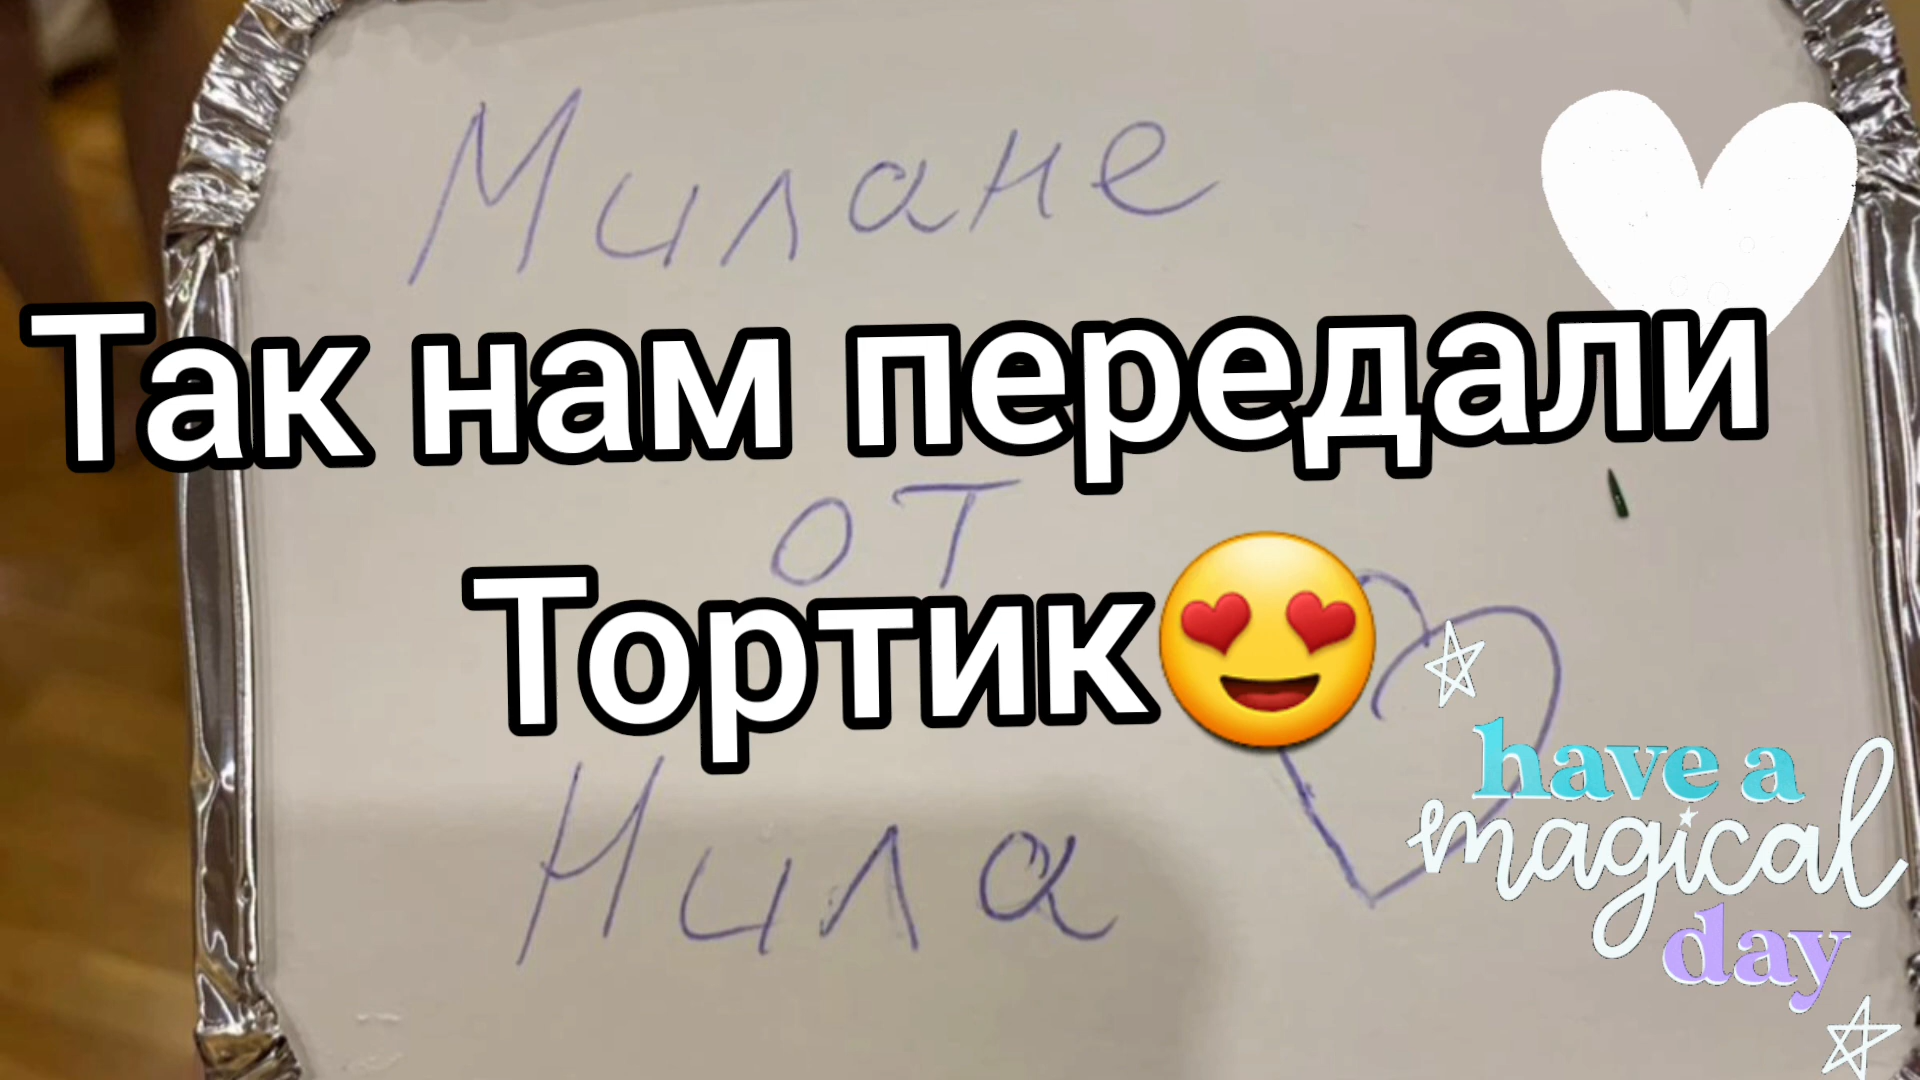 Милане
Так нам передали
от
Тортик😍
have a
magical
day
Нила